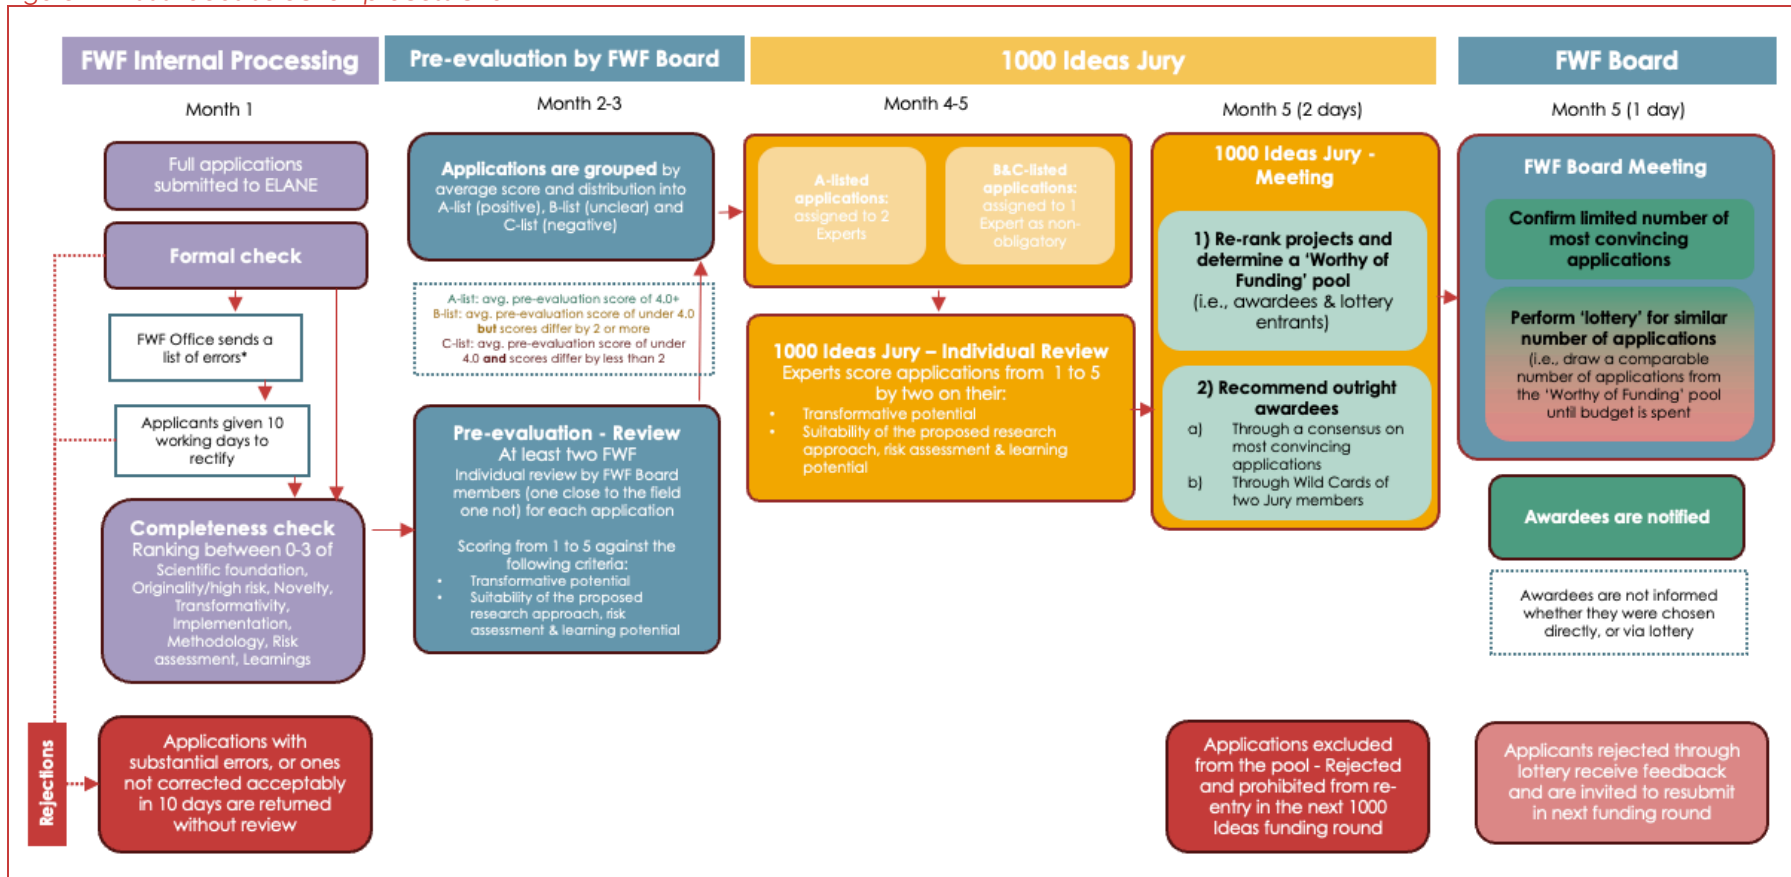 FWF Internal Processing
Month 1
Full applications
submitted to ELANE
Formal check
FWF Office sends a
list of errors*
Applicants given 10
working days to
rectify
Completeness check
Ranking between 0-3 of
Scientific foundation,
Originality/high risk, Novelty,
Transformativity,
Implementation,
Methodology, Risk
assessment, Learnings
Rejections
Applications with
substantial errors, or ones
not corrected acceptably
in 10 days are returned
without review
Pre-evaluation by FWF Board
Month 2-3
Applications are grouped by
average score and distribution into
A-list (positive), B-list (unclear) and
C-list (negative)
A-list: avg. pre-evaluation score of 4.0+
B-list: avg. pre-evaluation score of under 4.0
but scores differ by 2 or more
C-list: avg. pre-evaluation score of under
4.0 and scores differ by less than 2
Pre-evaluation - Review
At least two FWF
Individual review by FWF Board
members (one close to the field
one not) for each application
Scoring from 1 to 5 against the
following criteria:
• Transformative potential
• Suitability of the proposed
research approach, risk
assessment & learning potential
1000 Ideas Jury
Month 4-5
A-listed
applications:
assigned to 2
Experts
B&C-listed
applications:
assigned to 1
Expert as non-
obligatory
1000 Ideas Jury – Individual Review
Experts score applications from 1 to 5
by two on their:
• Transformative potential
• Suitability of the proposed research
approach, risk assessment & learning
potential
Month 5 (2 days)
1000 Ideas Jury -
Meeting
1) Re-rank projects and
determine a ‘Worthy of
Funding’ pool
(i.e., awardees & lottery
entrants)
2) Recommend outright
awardees
a) Through a consensus on
most convincing
applications
b) Through Wild Cards of
two Jury members
Applications excluded
from the pool - Rejected
and prohibited from re-
entry in the next 1000
Ideas funding round
FWF Board
Month 5 (1 day)
FWF Board Meeting
Confirm limited number of
most convincing
applications
Perform ‘lottery’ for similar
number of applications
(i.e., draw a comparable
number of applications from
the ‘Worthy of Funding’ pool
until budget is spent
Awardees are notified
Awardees are not informed
whether they were chosen
directly, or via lottery
Applicants rejected through
lottery receive feedback
and are invited to resubmit
in next funding round